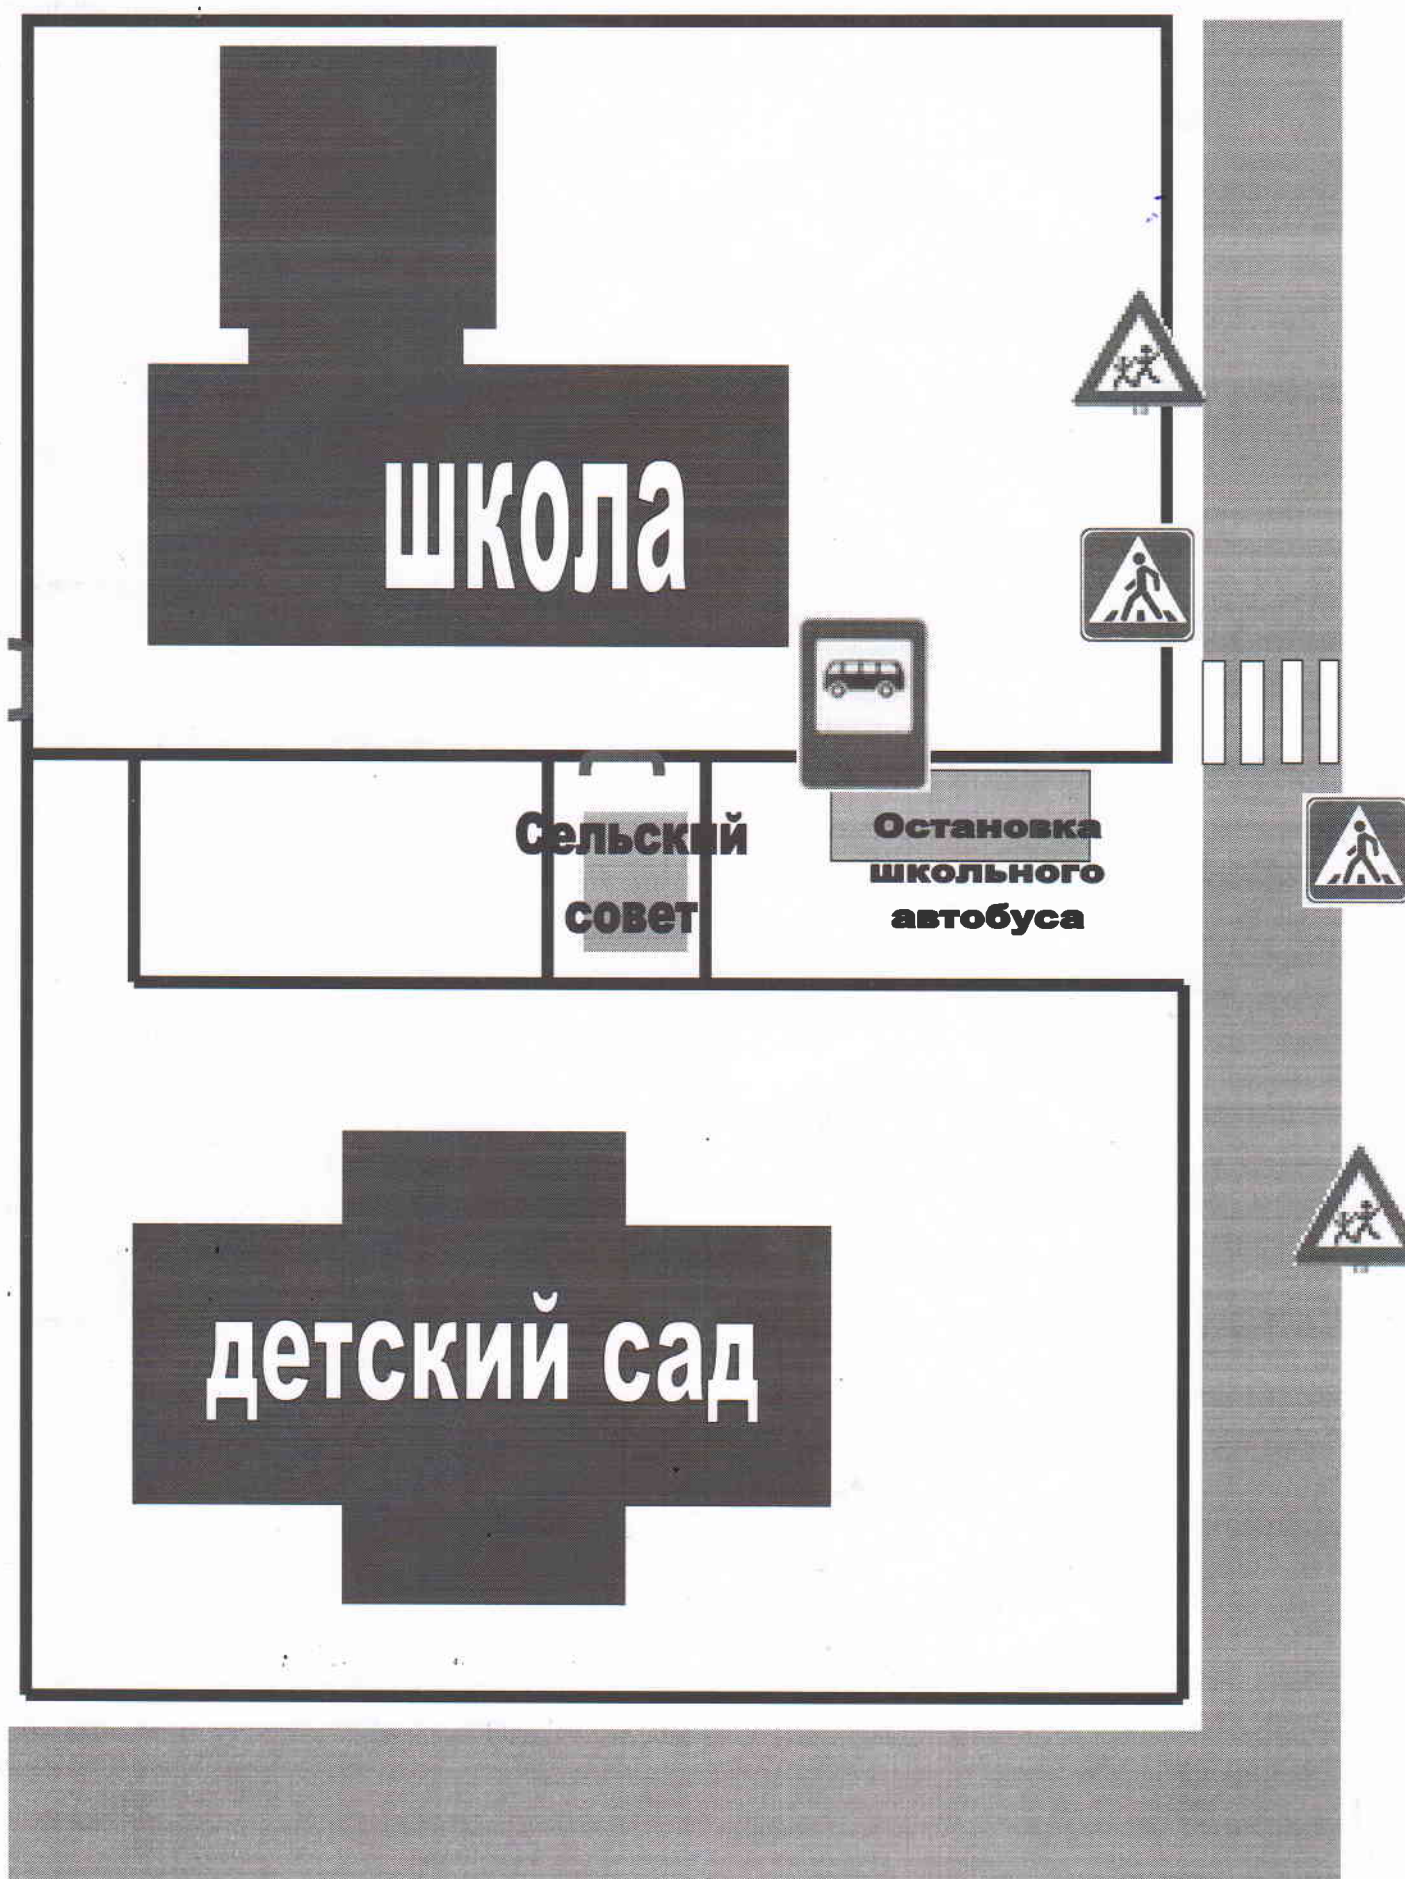 школа
Сельский
совет
Остановка
школьного
автобуса
детский сад